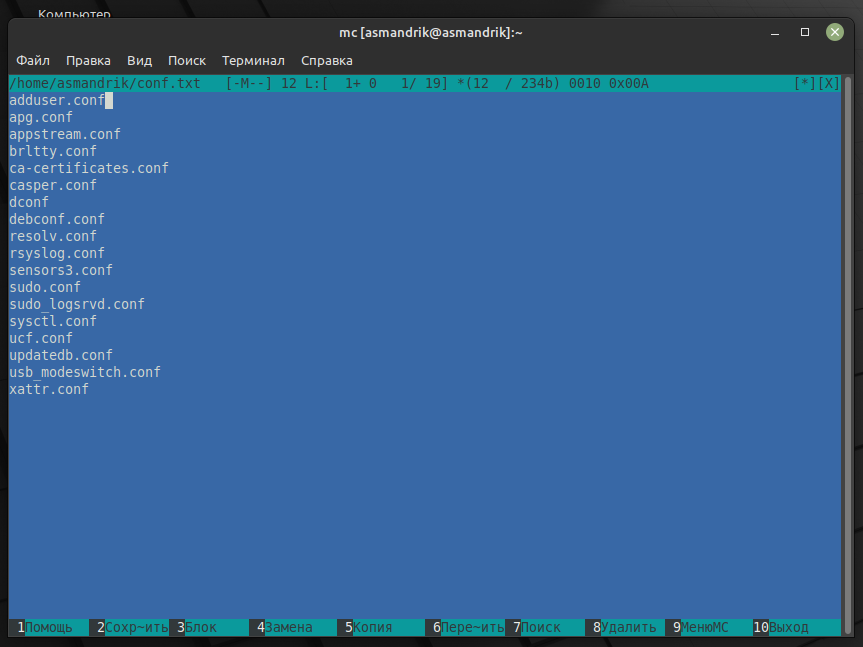 Компьютер
mc [asmandrik@asmandrik]:~
Файл Правка Вид Поиск Терминал Справка
/home/asmandrik/conf.txt [-M--] 12 L:[ 1+ 0 1/ 19] *(12 / 234b) 0010 0x00A [*][X]
adduser.conf
apg.conf
appstream.conf
brltty.conf
ca-certificates.conf
casper.conf
dconf
debconf.conf
resolv.conf
rsyslog.conf
sensors3.conf
sudo.conf
sudo_logsrvd.conf
sysctl.conf
ucf.conf
updatedb.conf
usb_modeswitch.conf
xattr.conf
1Помощь 2Сохр~ить 3Блок 4Замена 5Копия 6Пере~ить 7Поиск 8Удалить 9МенюMC 10Выход